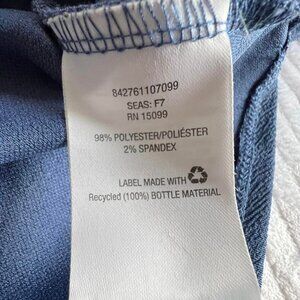 842761107099
SEAS: F7
RN 15099
98% POLYESTER/POLIÉSTER
2% SPANDEX
LABEL MADE WITH
Recycled (100%) BOTTLE MATERIAL